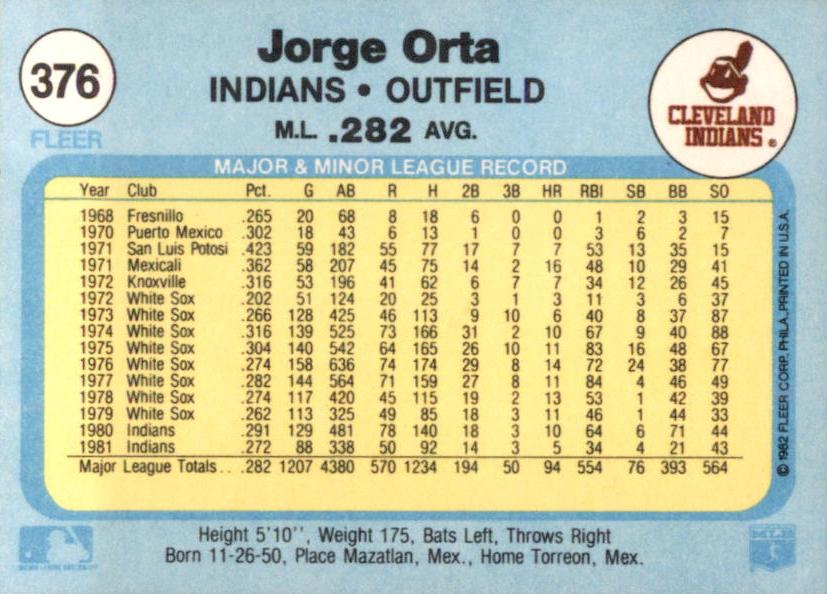 376
FLEER
Jorge Orta
INDIANS • OUTFIELD
M.L. .282 AVG.
CLEVELAND
INDIANS ®
MAJOR & MINOR LEAGUE RECORD
Year Club Pct. G AB R H 2B 3B HR RBI SB BB SO
1968 Fresnillo .265 20 68 8 18 6 0 0 1 2 3 15
1970 Puerto Mexico .302 18 43 6 13 1 0 0 3 6 2 7
1971 San Luis Potosi .423 59 182 55 77 17 7 7 53 13 35 15
1971 Mexicali .362 58 207 45 75 14 2 16 48 10 29 41
1972 Knoxville .316 53 196 41 62 6 7 7 34 12 26 45
1972 White Sox .202 51 124 20 25 3 1 3 11 3 6 37
1973 White Sox .266 128 425 46 113 9 10 6 40 8 37 87
1974 White Sox .316 139 525 73 166 31 2 10 67 9 40 88
1975 White Sox .304 140 542 64 165 26 10 11 83 16 48 67
1976 White Sox .274 158 636 74 174 29 8 14 72 24 38 77
1977 White Sox .282 144 564 71 159 27 8 11 84 4 46 49
1978 White Sox .274 117 420 45 115 19 2 13 53 1 42 39
1979 White Sox .262 113 325 49 85 18 3 11 46 1 44 33
1980 Indians .291 129 481 78 140 18 3 10 64 6 71 44
1981 Indians .272 88 338 50 92 14 3 5 34 4 21 43
Major League Totals . . .282 1207 4380 570 1234 194 50 94 554 76 393 564
© 1982 FLEER CORP. PHILA., PRINTED IN U.S.A.
Height 5'10'', Weight 175, Bats Left, Throws Right
Born 11-26-50, Place Mazatlan, Mex., Home Torreon, Mex.